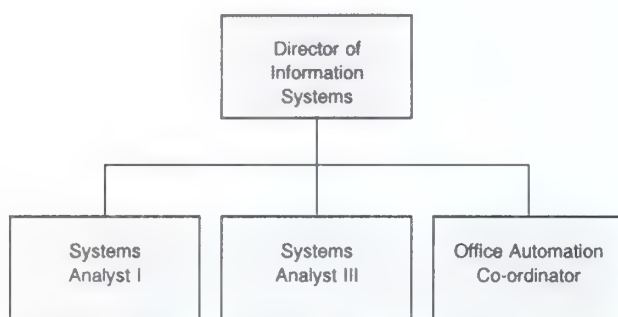 Director of
Information
Systems
Systems
Analyst I
Systems
Analyst III
Office Automation
Co-ordinator